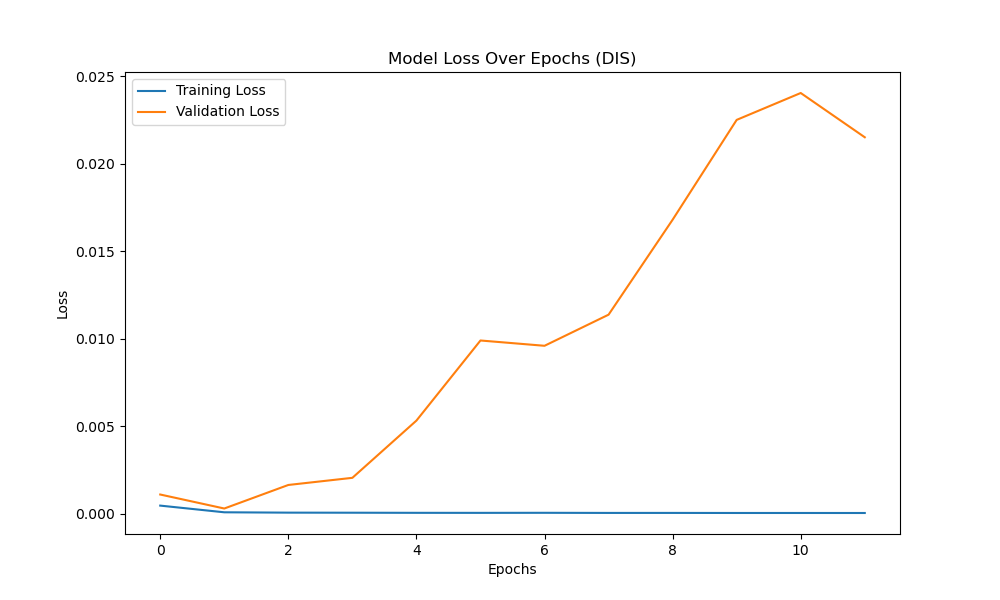 Model Loss Over Epochs (DIS)
Training Loss
Validation Loss
0.025
0.020
0.015
0.010
0.005
0.000
Loss
0 2 4 6 8 10
Epochs